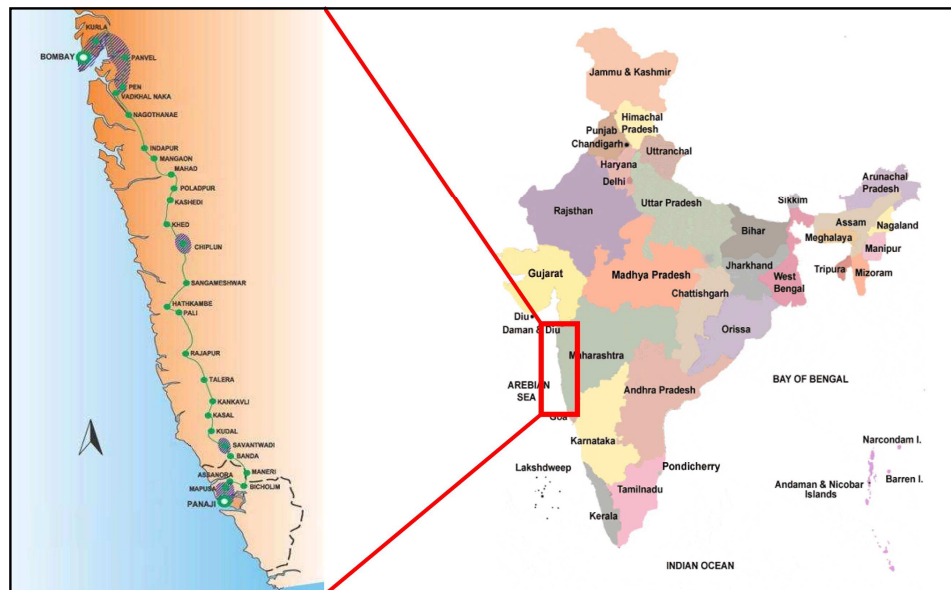 KURLA
BOMBAY
PANVEL
PEN
VADKHAL NAKA
NAGOTHANAE
INDAPUR
MANGAON
MAHAD
POLADPUR
KASHEDI
KHED
CHIPLUN
SANGAMESHWAR
HATHKAMBE
PALI
RAJAPUR
TALERA
KANKAVLI
KASAL
KUDAL
SAVANTWADI
BANDA
MANERI
ASSANORA
MAPUSA
BICHOLIM
PANAJI
Jammu & Kashmir
Himachal
Pradesh
Punjab
Chandigarh
Uttranchal
Haryana
Delhi
Arunachal
Pradesh
Rajsthan
Uttar Pradesh
Sikkim
Assam
Nagaland
Bihar
Meghalaya
Manipur
Gujarat
Madhya Pradesh
Jharkhand
West
Bengal
Tripura
Mizoram
Chattishgarh
Diu
Daman & Diu
Orissa
Maharashtra
AREBIAN
SEA
Andhra Pradesh
BAY OF BENGAL
Goa
Karnataka
Narcondam I.
Lakshdweep
Pondicherry
Barren I.
Andaman & Nicobar
Islands
Tamilnadu
Kerala
INDIAN OCEAN